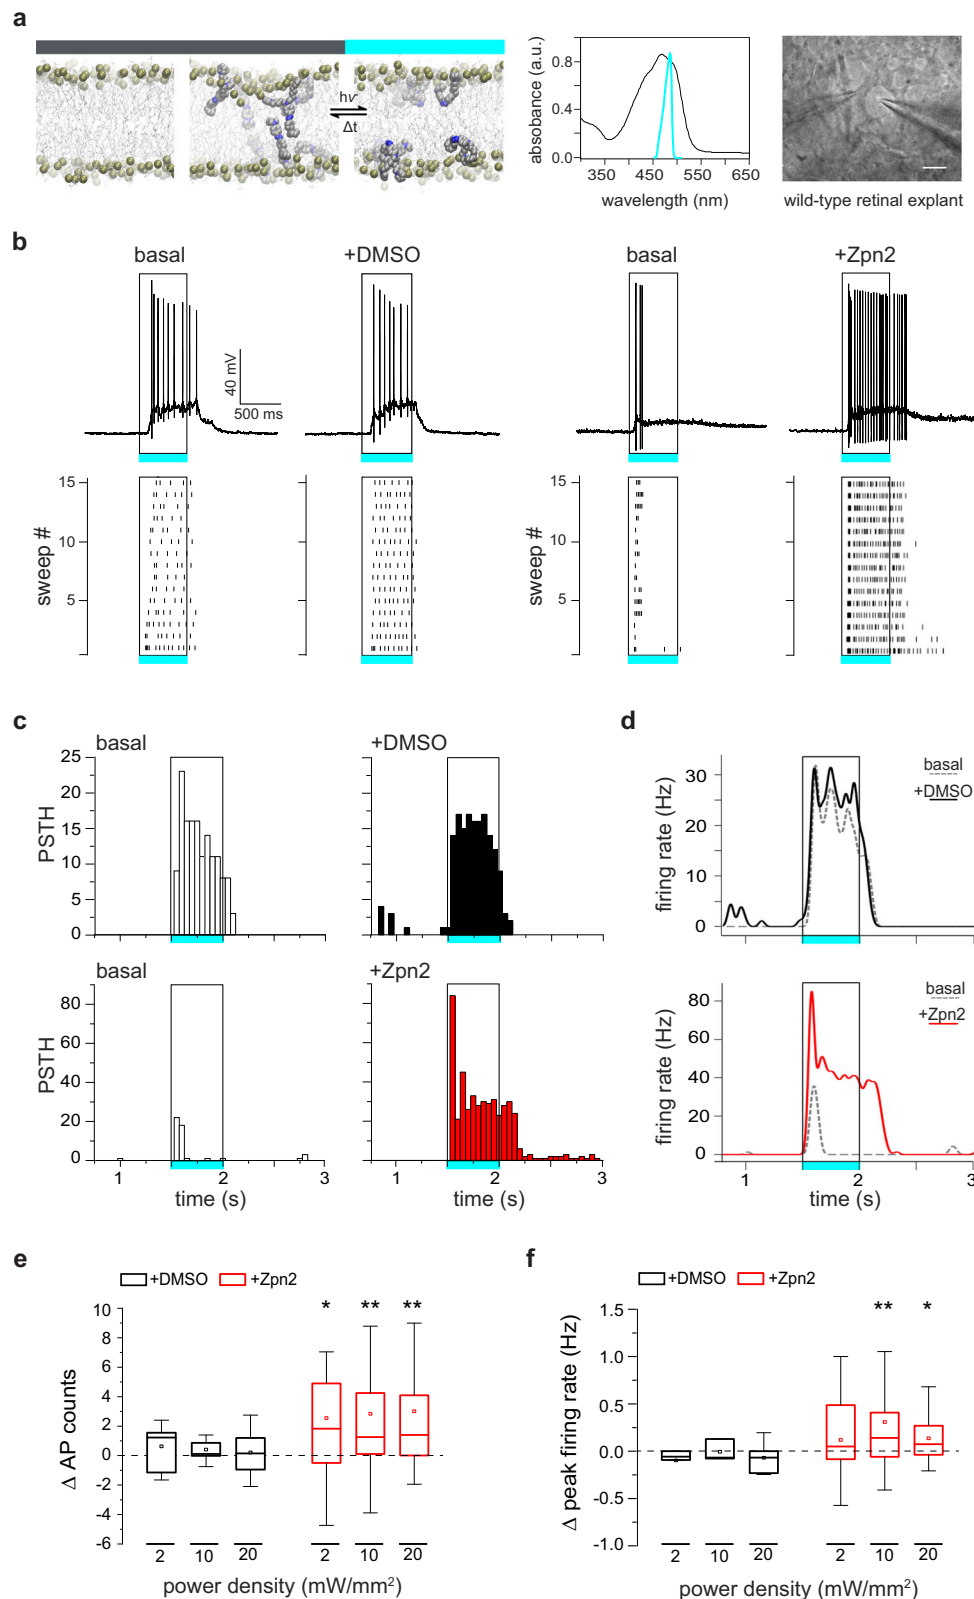 a
hv
Δt
absobance (a.u.)
0.8
0.4
0.0
350
450
550
650
wavelength (nm)
wild-type retinal explant
b
basal
+DMSO
basal
+Zpn2
40 mV
500 ms
sweep #
15
10
5
sweep #
15
10
5
c
basal
+DMSO
PSTH
25
20
15
10
5
0
1
2
3
1
2
3
basal
+Zpn2
PSTH
80
60
40
20
0
1
2
3
1
2
3
time (s)
time (s)
d
firing rate (Hz)
30
20
10
0
basal
+DMSO
firing rate (Hz)
80
60
40
20
0
basal
+Zpn2
1
2
3
time (s)
e
+DMSO
+Zpn2
Δ AP counts
10
8
6
4
2
0
-2
-4
-6
*
**
**
2
10
20
2
10
20
power density (mW/mm²)
f
+DMSO
+Zpn2
Δ peak firing rate (Hz)
1.5
1.0
0.5
0.0
-0.5
-1.0
**
*
2
10
20
2
10
20
power density (mW/mm²)